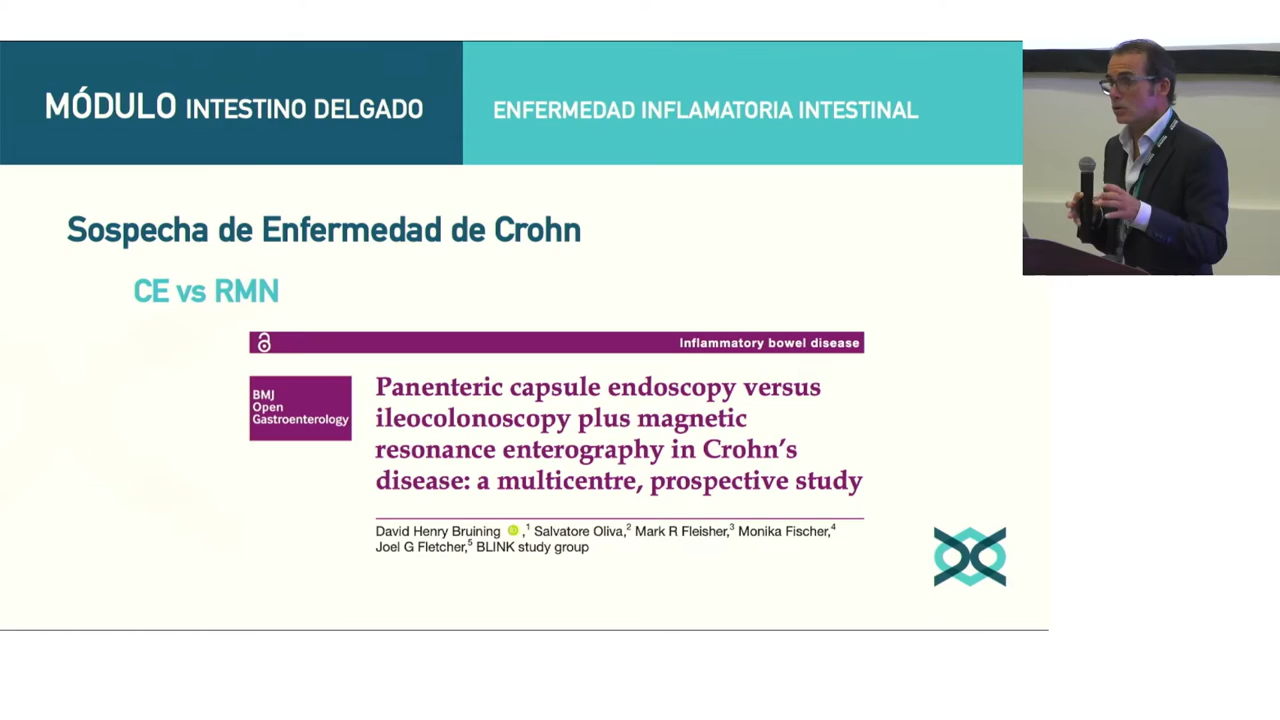 MÓDULO INTESTINO DELGADO
ENFERMEDAD INFLAMATORIA INTESTINAL
Sospecha de Enfermedad de Crohn
CE vs RMN
Inflammatory bowel disease
BMJ
Open
Gastroenterology
Panenteric capsule endoscopy versus
ileocolonoscopy plus magnetic
resonance enterography in Crohn's
disease: a multicentre, prospective study
David Henry Bruining ,1 Salvatore Oliva,2 Mark R Fleisher,3 Monika Fischer,4
Joel G Fletcher,5 BLINK study group